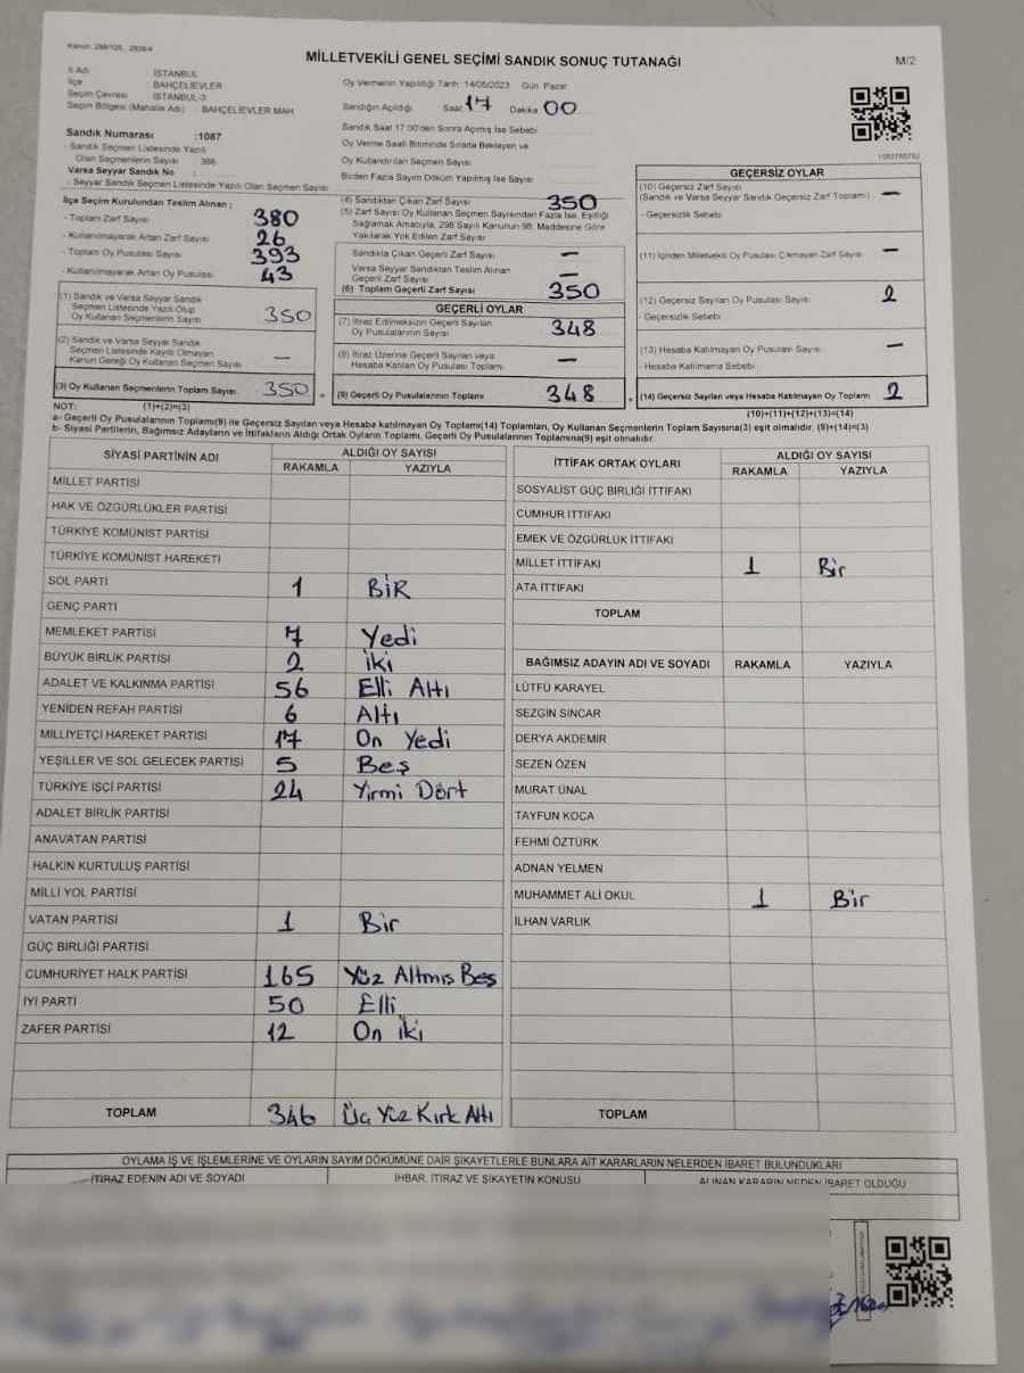 Kanun: 298/105, 2839/4
MİLLETVEKİLİ GENEL SEÇİMİ SANDIK SONUÇ TUTANAĞI
M/2
İl Adı : İSTANBUL
İlçe : BAHÇELİEVLER
Seçim Çevresi : İSTANBUL-3
Seçim Bölgesi (Mahalle Adı) : BAHÇELİEVLER MAH
Oy Vermenin Yapıldığı Tarih: 14/05/2023 Gün: Pazar
Sandığın Açıldığı Saat 17 Dakika 00
Sandık Saat 17:00'den Sonra Açılmış İse Sebebi
Oy Verme Saati Bitiminde Sırada Bekleyen ve
Oy Kullandırılan Seçmen Sayısı
Birden Fazla Sayım Döküm Yapılmış İse Sayısı
Sandık Numarası :1087
- Sandık Seçmen Listesinde Yazılı
Olan Seçmenlerin Sayısı
Varsa Seyyar Sandık No :
- Seyyar Sandık Seçmen Listesinde Yazılı Olan Seçmen Sayısı
İlçe Seçim Kurulundan Teslim Alınan ;
- Toplam Zarf Sayısı 380
- Kullanılmayarak Artan Zarf Sayısı 26
- Toplam Oy Pusulası Sayısı 393
- Kullanılmayarak Artan Oy Pusulası 43
(1) Sandık ve Varsa Seyyar Sandık
Seçmen Listesinde Yazılı Olup
Oy Kullanan Seçmenlerin Sayısı 350
(2) Sandık ve Varsa Seyyar Sandık
Seçmen Listesinde Kayıtlı Olmayan
Kanun Gereği Oy Kullanan Seçmen Sayısı —
(3) Oy Kullanan Seçmenlerin Toplam Sayısı 350
(4) Sandıktan Çıkan Zarf Sayısı 350
(5) Zarf Sayısı Oy Kullanan Seçmen Sayısından Fazla İse, Eşitliği
Sağlamak Amacıyla, 298 Sayılı Kanunun 98. Maddesine Göre
Yakılarak Yok Edilen Zarf Sayısı
Sandıkta Çıkan Geçerli Zarf Sayısı —
Varsa Seyyar Sandıktan Teslim Alınan
Geçerli Zarf Sayısı —
(6) Toplam Geçerli Zarf Sayısı 350
GEÇERLİ OYLAR
(7) İtiraz Edilmeksizin Geçerli Sayılan
Oy Pusulalarının Sayısı 348
(8) İtiraz Üzerine Geçerli Sayılan veya
Hesaba Katılan Oy Pusulası Toplamı —
= (9) Geçerli Oy Pusulalarının Toplamı 348
GEÇERSİZ OYLAR
(10) Geçersiz Zarf Sayısı
(Sandık ve Varsa Seyyar Sandık Geçersiz Zarf Toplamı) —
- Geçersizlik Sebebi
(11) İçinden Milletvekili Oy Pusulası Çıkmayan Zarf Sayısı —
(12) Geçersiz Sayılan Oy Pusulası Sayısı 2
- Geçersizlik Sebebi
(13) Hesaba Katılmayan Oy Pusulası Sayısı —
- Hesaba Katılmama Sebebi
+ (14) Geçersiz Sayılan veya Hesaba Katılmayan Oy Toplamı 2
NOT: (1)+(2)=(3)
(10)+(11)+(12)+(13)=(14)
a- Geçerli Oy Pusulalarının Toplamı(9) ile Geçersiz Sayılan veya Hesaba katılmayan Oy Toplamı(14) Toplamları, Oy Kullanan Seçmenlerin Toplam Sayısına(3) eşit olmalıdır. (9)+(14)=(3)
b- Siyasi Partilerin, Bağımsız Adayların ve İttifakların Aldığı Ortak Oyların Toplamı, Geçerli Oy Pusulalarının Toplamına(9) eşit olmalıdır.
SİYASİ PARTİNİN ADI ALDIĞI OY SAYISI
RAKAMLA YAZIYLA
MİLLET PARTİSİ
HAK VE ÖZGÜRLÜKLER PARTİSİ
TÜRKİYE KOMÜNİST PARTİSİ
TÜRKİYE KOMÜNİST HAREKETİ
SOL PARTİ 1 BİR
GENÇ PARTİ
MEMLEKET PARTİSİ 7 Yedi
BÜYÜK BİRLİK PARTİSİ 2 iki
ADALET VE KALKINMA PARTİSİ 56 Elli Altı
YENİDEN REFAH PARTİSİ 6 Altı
MİLLİYETÇİ HAREKET PARTİSİ 17 On Yedi
YEŞİLLER VE SOL GELECEK PARTİSİ 5 Beş
TÜRKİYE İŞÇİ PARTİSİ 24 Yirmi Dört
ADALET BİRLİK PARTİSİ
ANAVATAN PARTİSİ
HALKIN KURTULUŞ PARTİSİ
MİLLİ YOL PARTİSİ
VATAN PARTİSİ 1 Bir
GÜÇ BİRLİĞİ PARTİSİ
CUMHURİYET HALK PARTİSİ 165 Yüz Altmıs Beş
İYİ PARTİ 50 Elli
ZAFER PARTİSİ 12 On iki
TOPLAM 346 Üç Yüz Kırk Altı
İTTİFAK ORTAK OYLARI ALDIĞI OY SAYISI
RAKAMLA YAZIYLA
SOSYALİST GÜÇ BİRLİĞİ İTTİFAKI
CUMHUR İTTİFAKI
EMEK VE ÖZGÜRLÜK İTTİFAKI
MİLLET İTTİFAKI 1 Bir
ATA İTTİFAKI
TOPLAM
BAĞIMSIZ ADAYIN ADI VE SOYADI RAKAMLA YAZIYLA
LÜTFÜ KARAYEL
SEZGİN SİNCAR
DERYA AKDEMİR
SEZEN ÖZEN
MURAT ÜNAL
TAYFUN KOCA
FEHMİ ÖZTÜRK
ADNAN YELMEN
MUHAMMET ALİ OKUL 1 Bir
İLHAN VARLIK
TOPLAM
OYLAMA İŞ VE İŞLEMLERİNE VE OYLARIN SAYIM DÖKÜMÜNE DAİR ŞİKAYETLERLE BUNLARA AİT KARARLARIN NELERDEN İBARET BULUNDUKLARI
İTİRAZ EDENİN ADI VE SOYADI İHBAR, İTİRAZ VE ŞİKAYETİN KONUSU ALINAN KARARIN NEDEN İBARET OLDUĞU